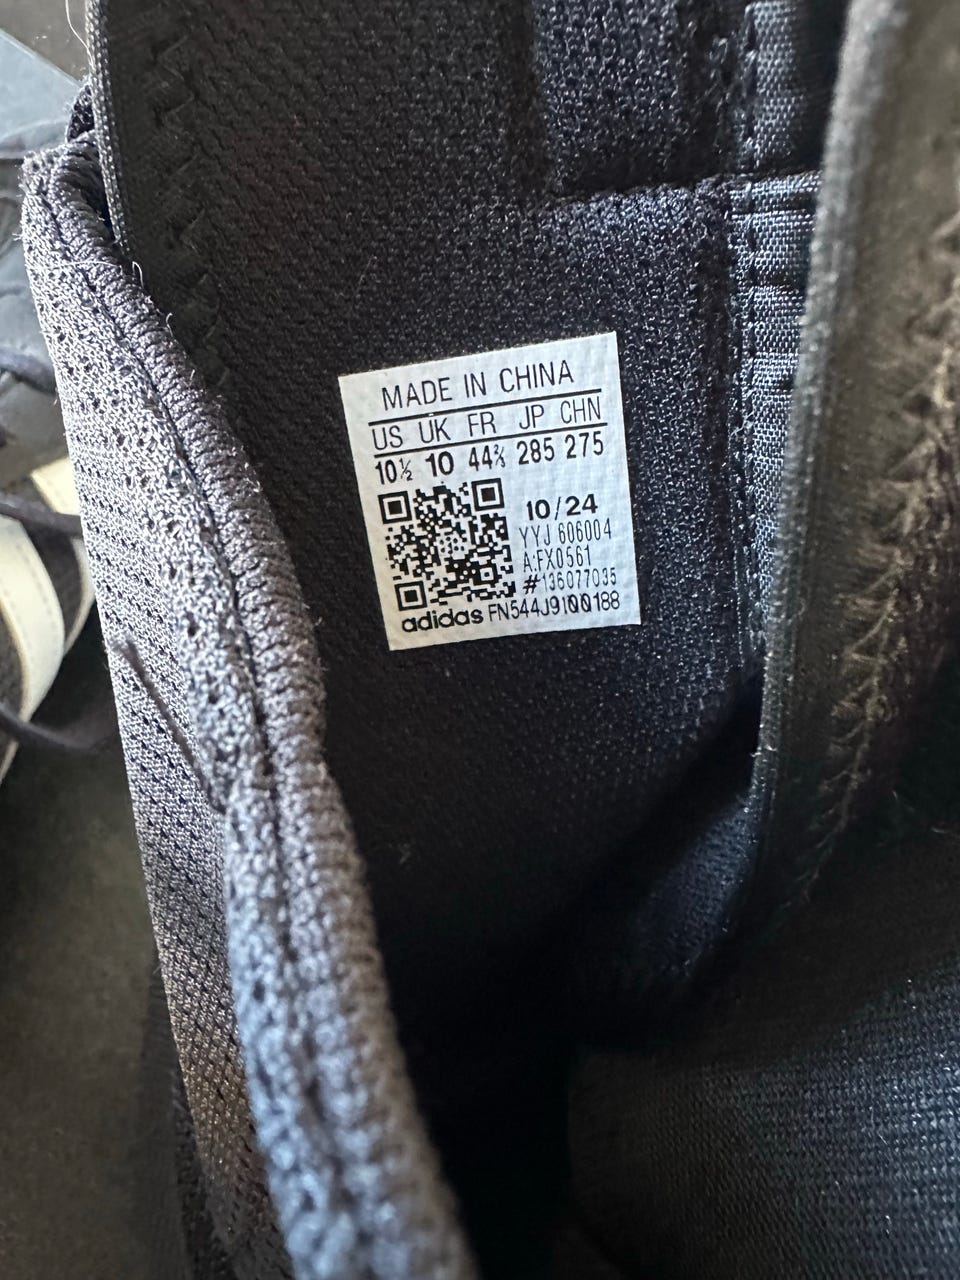 MADE IN CHINA
US UK FR JP CHN
10½ 10 44⅔ 285 275
10/24
YYJ 606004
A:FX0561
#136077035
adidas FN544J9I00188